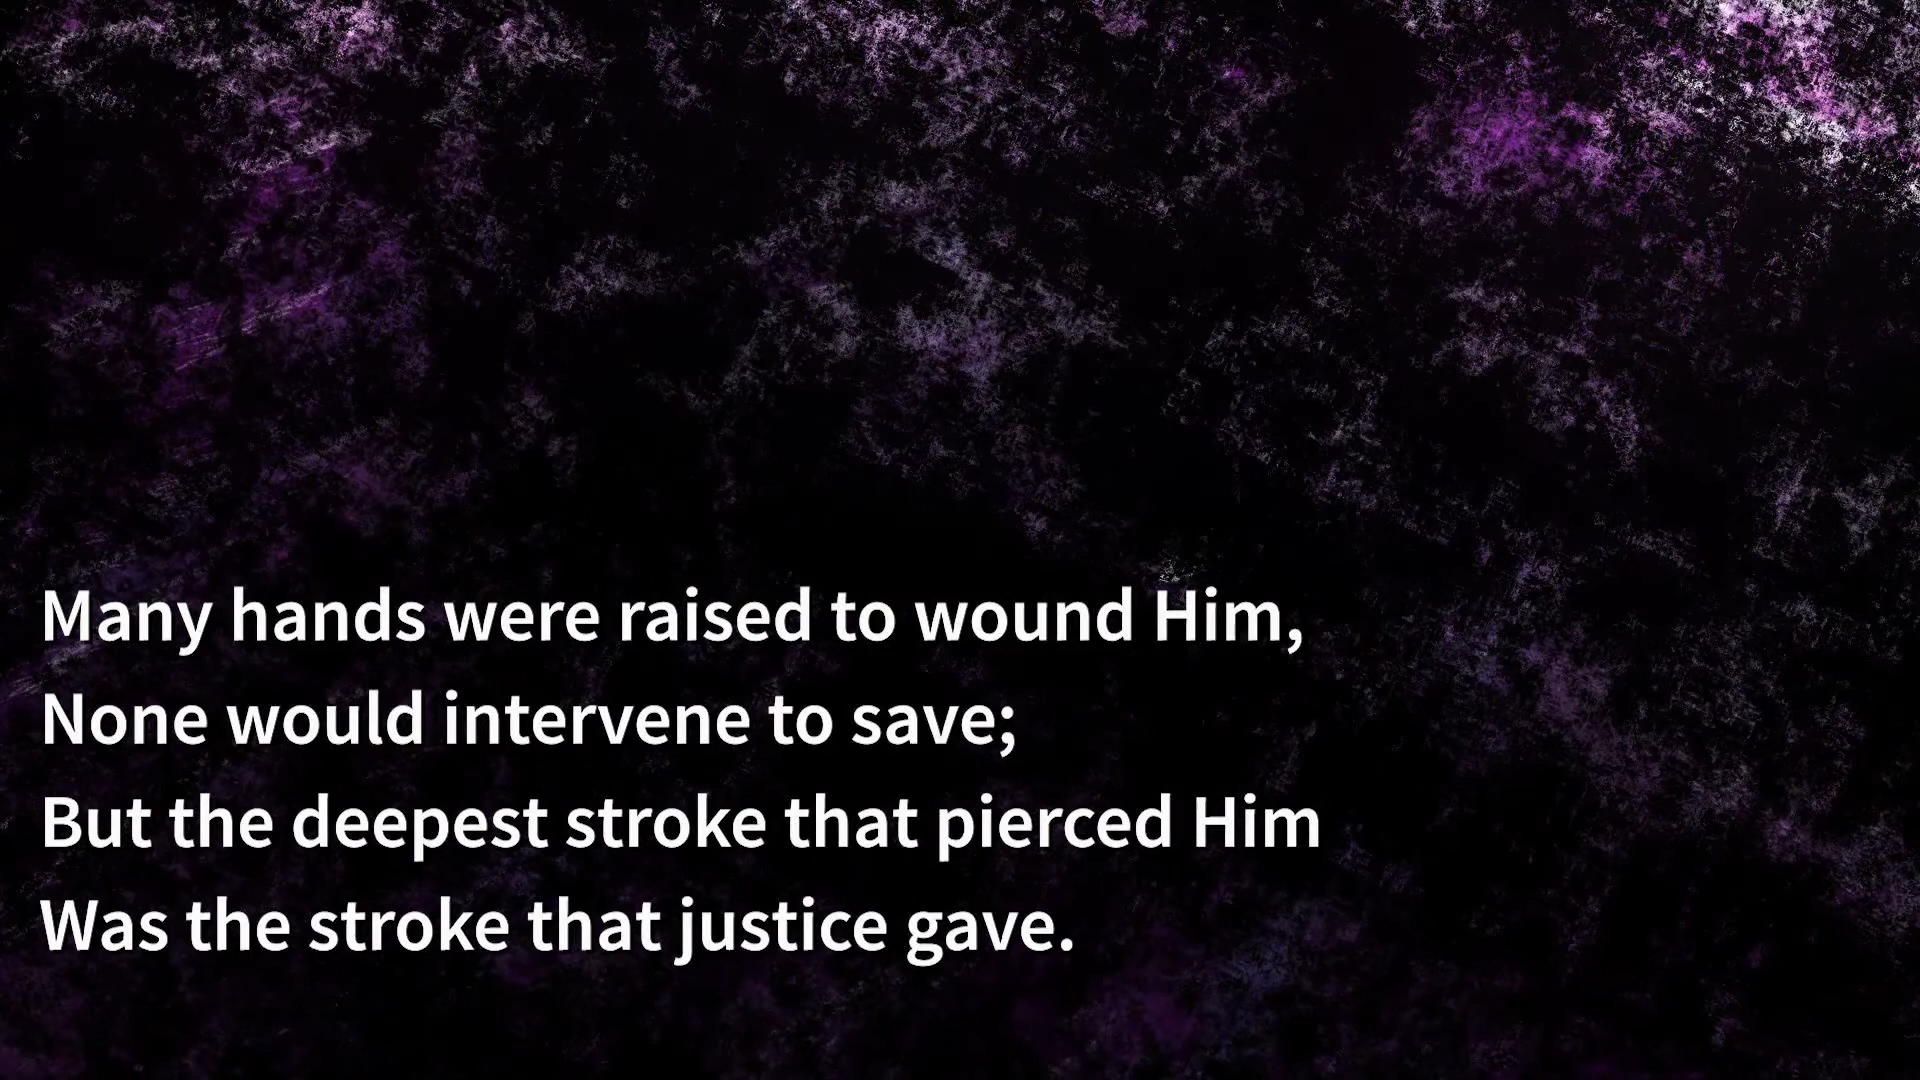 Many hands were raised to wound Him,
None would intervene to save;
But the deepest stroke that pierced Him
Was the stroke that justice gave.